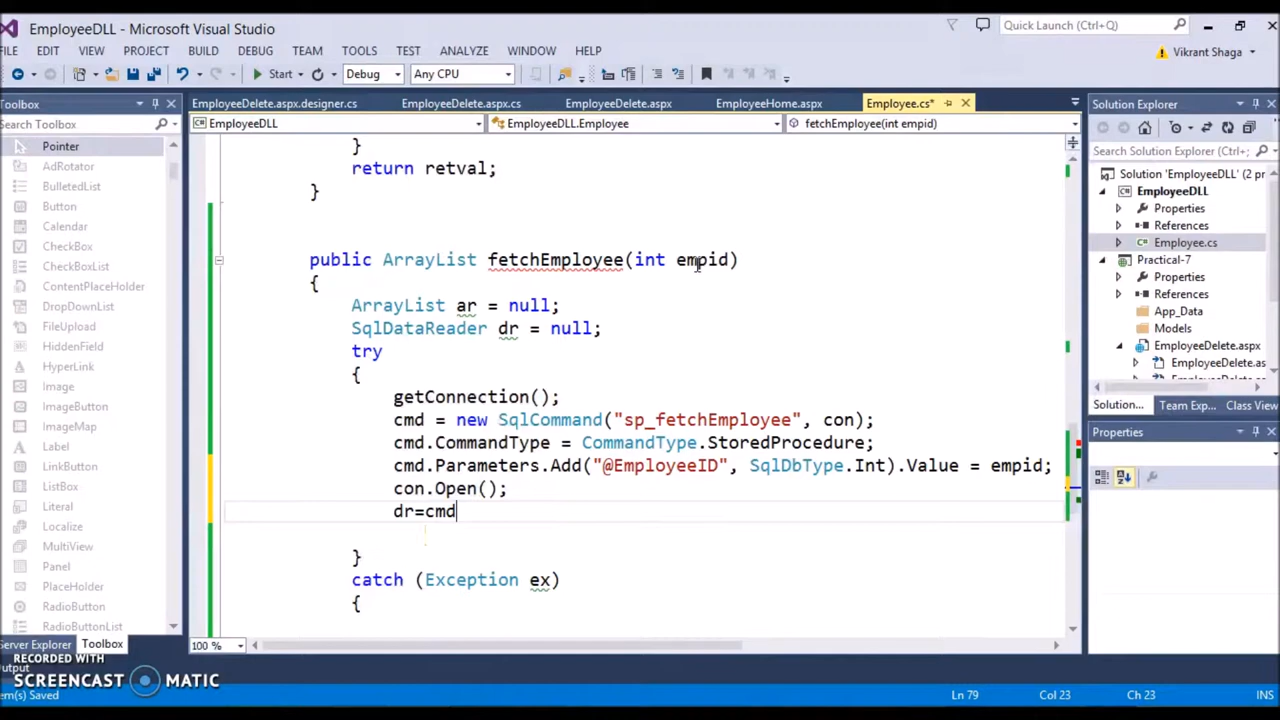 EmployeeDLL - Microsoft Visual Studio
Quick Launch (Ctrl+Q)
FILE EDIT VIEW PROJECT BUILD DEBUG TEAM TOOLS TEST ANALYZE WINDOW HELP
Vikrant Shaga
Start Debug Any CPU
Toolbox
EmployeeDelete.aspx.designer.cs EmployeeDelete.aspx.cs EmployeeDelete.aspx EmployeeHome.aspx Employee.cs*
Solution Explorer
Search Toolbox
EmployeeDLL EmployeeDLL.Employee fetchEmployee(int empid)
Pointer
AdRotator
BulletedList
Button
Calendar
CheckBox
CheckBoxList
ContentPlaceHolder
DropDownList
FileUpload
HiddenField
HyperLink
Image
ImageButton
ImageMap
Label
LinkButton
ListBox
Literal
Localize
MultiView
Panel
PlaceHolder
RadioButton
RadioButtonList
Server Explorer Toolbox
}
return retval;
}
public ArrayList fetchEmployee(int empid)
{
ArrayList ar = null;
SqlDataReader dr = null;
try
{
getConnection();
cmd = new SqlCommand("sp_fetchEmployee", con);
cmd.CommandType = CommandType.StoredProcedure;
cmd.Parameters.Add("@EmployeeID", SqlDbType.Int).Value = empid;
con.Open();
dr=cmd
}
catch (Exception ex)
{
100 %
Search Solution Explorer (Ctrl+;)
Solution 'EmployeeDLL' (2 pr
EmployeeDLL
Properties
References
Employee.cs
Practical-7
Properties
References
App_Data
Models
EmployeeDelete.aspx
EmployeeDelete.as
EmployeeDelete.as
Solution... Team Exp... Class View
Properties
Output
RECORDED WITH
SCREENCAST MATIC
em(s) Saved
Ln 79 Col 23 Ch 23 INS